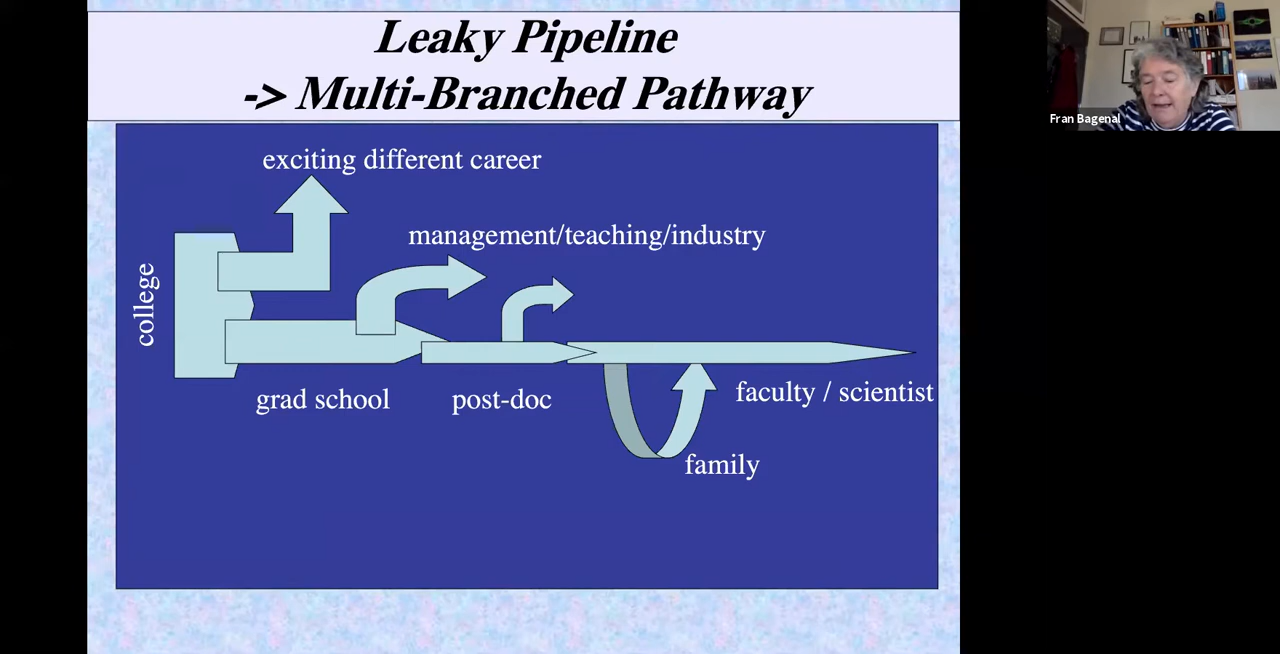 Leaky Pipeline
-> Multi-Branched Pathway
Fran Bagenal
exciting different career
management/teaching/industry
college
grad school
post-doc
faculty / scientist
family